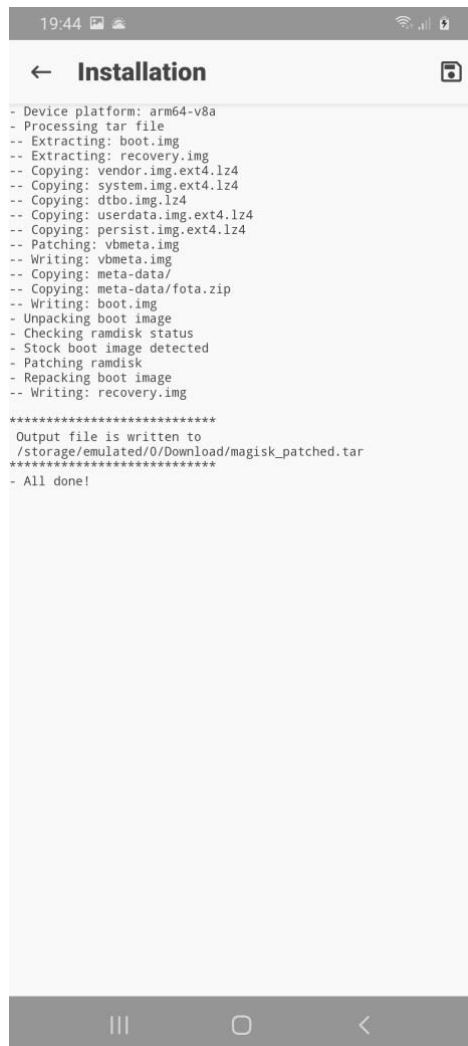 19:44
Installation
- Device platform: arm64-v8a
- Processing tar file
-- Extracting: boot.img
-- Extracting: recovery.img
-- Copying: vendor.img.ext4.lz4
-- Copying: system.img.ext4.lz4
-- Copying: dtbo.img.lz4
-- Copying: userdata.img.ext4.lz4
-- Copying: persist.img.ext4.lz4
-- Patching: vbmeta.img
-- Writing: vbmeta.img
-- Copying: meta-data/
-- Copying: meta-data/fota.zip
-- Writing: boot.img
- Unpacking boot image
- Checking ramdisk status
- Stock boot image detected
- Patching ramdisk
- Repacking boot image
-- Writing: recovery.img
****************************
Output file is written to
/storage/emulated/0/Download/magisk_patched.tar
****************************
- All done!